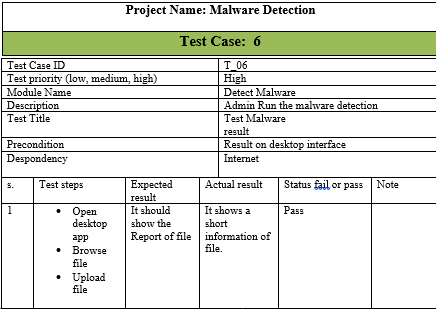 Project Name: Malware Detection
Test Case: 6
Test Case ID T_06
Test priority (low, medium, high) High
Module Name Detect Malware
Description Admin Run the malware detection
Test Title Test Malware
result
Precondition Result on desktop interface
Despondency Internet
s. Test steps Expected result Actual result Status fail or pass Note
1
• Open desktop app
• Browse file
• Upload file
It should show the Report of file
It shows a short information of file.
Pass